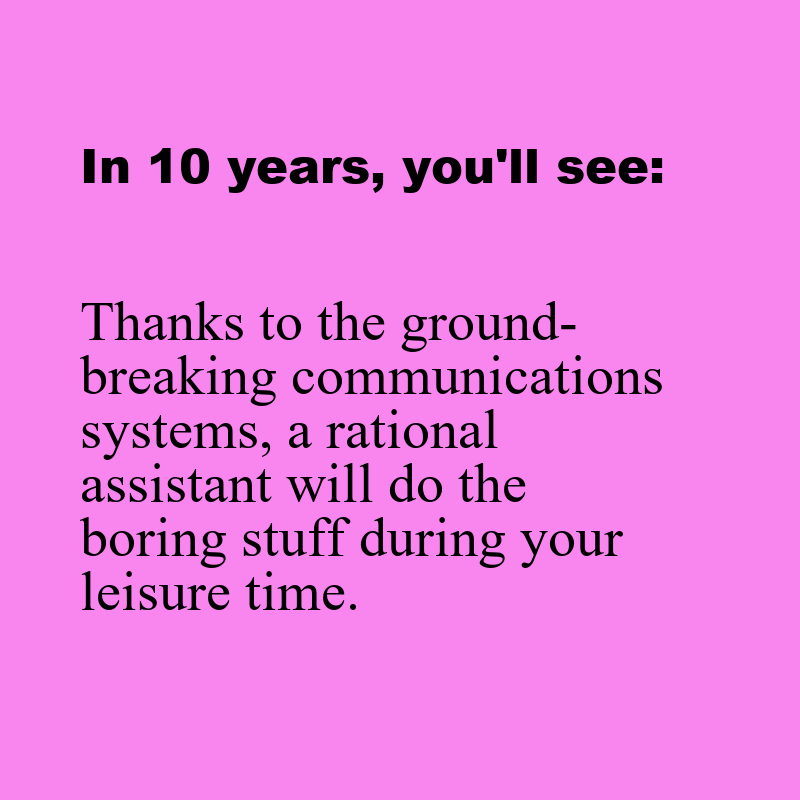 In 10 years, you'll see:
Thanks to the ground-
breaking communications
systems, a rational
assistant will do the
boring stuff during your
leisure time.